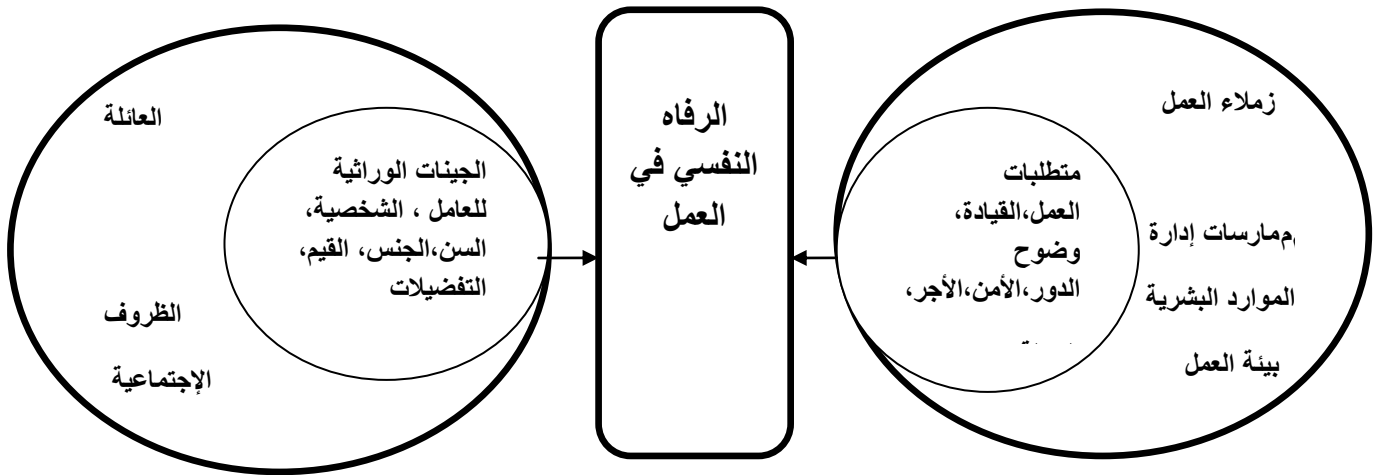 زملاء العمل
متطلبات
العمل،القيادة،
وضوح
الدور،الأمن،الأجر،
ممارسات إدارة
الموارد البشرية
بيئة العمل
الرفاه
النفسي في
العمل
العائلة
الجينات الوراثية
للعامل ، الشخصية،
السن،الجنس، القيم،
التفضيلات
الظروف
الإجتماعية